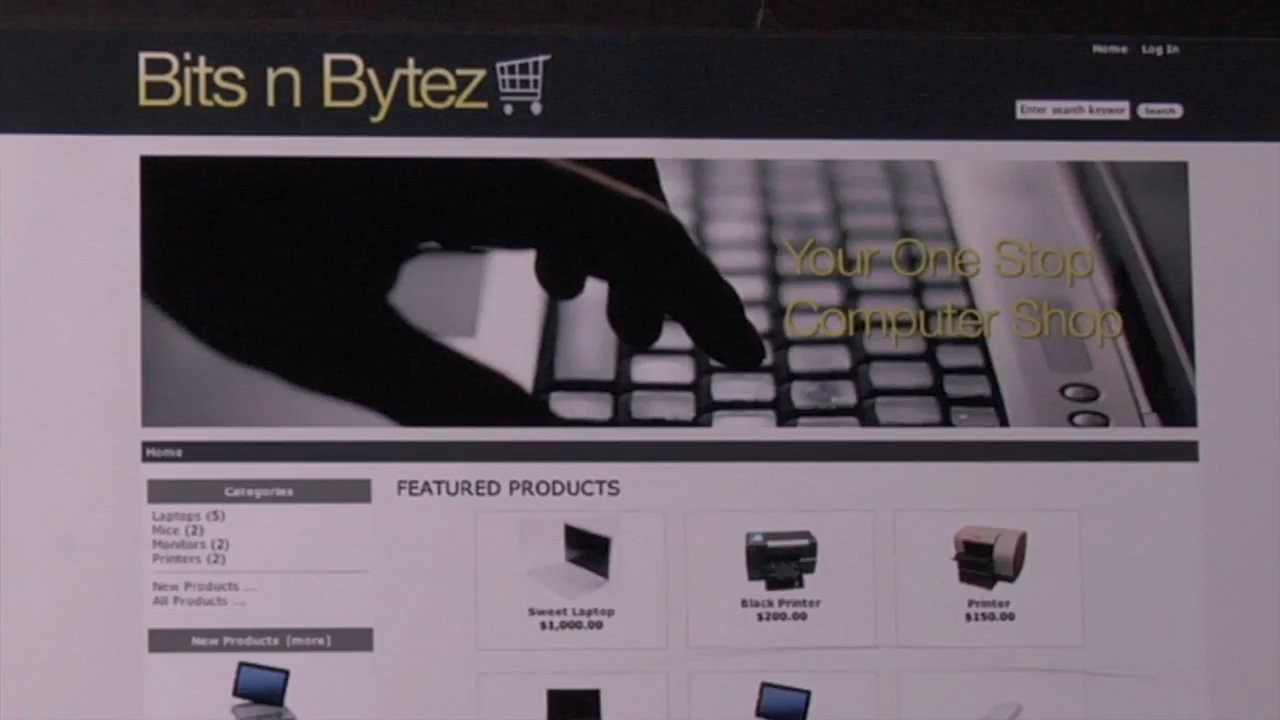 Bits n Bytez
Home Log In
Enter search keywor
Search
Your One Stop
Computer Shop
Home
Categories
Laptops (5)
Mice (2)
Monitors (2)
Printers (2)
New Products ...
All Products ...
New Products [more]
FEATURED PRODUCTS
Sweet Laptop
$1,000.00
Black Printer
$200.00
Printer
$150.00